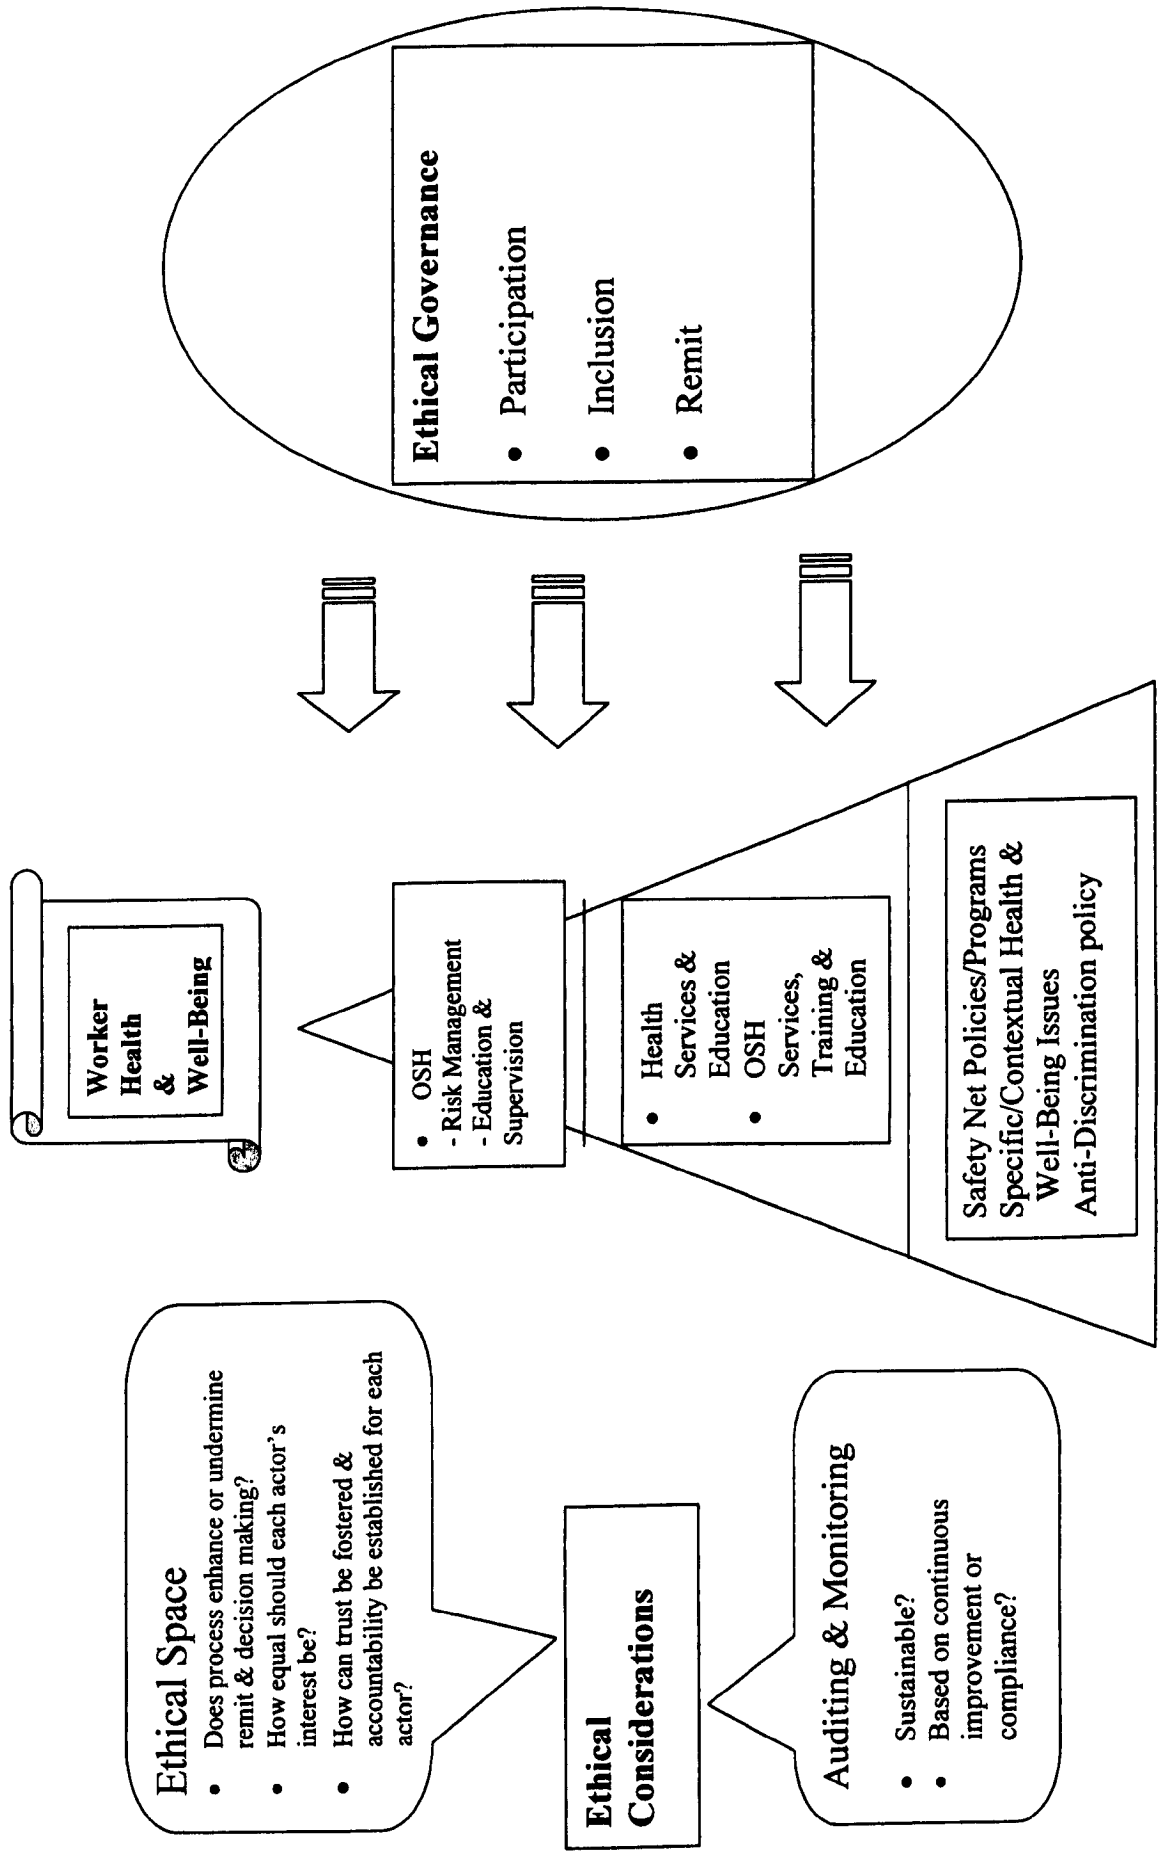 Ethical Space
• Does process enhance or undermine
remit & decision making?
• How equal should each actor's
interest be?
• How can trust be fostered &
accountability be established for each
actor?
Ethical
Considerations
Auditing & Monitoring
• Sustainable?
• Based on continuous
improvement or
compliance?
Worker
Health
&
Well-Being
• OSH
- Risk Management
- Education &
Supervision
• Health
Services &
Education
• OSH
Services,
Training &
Education
Safety Net Policies/Programs
Specific/Contextual Health &
Well-Being Issues
Anti-Discrimination policy
Ethical Governance
• Participation
• Inclusion
• Remit